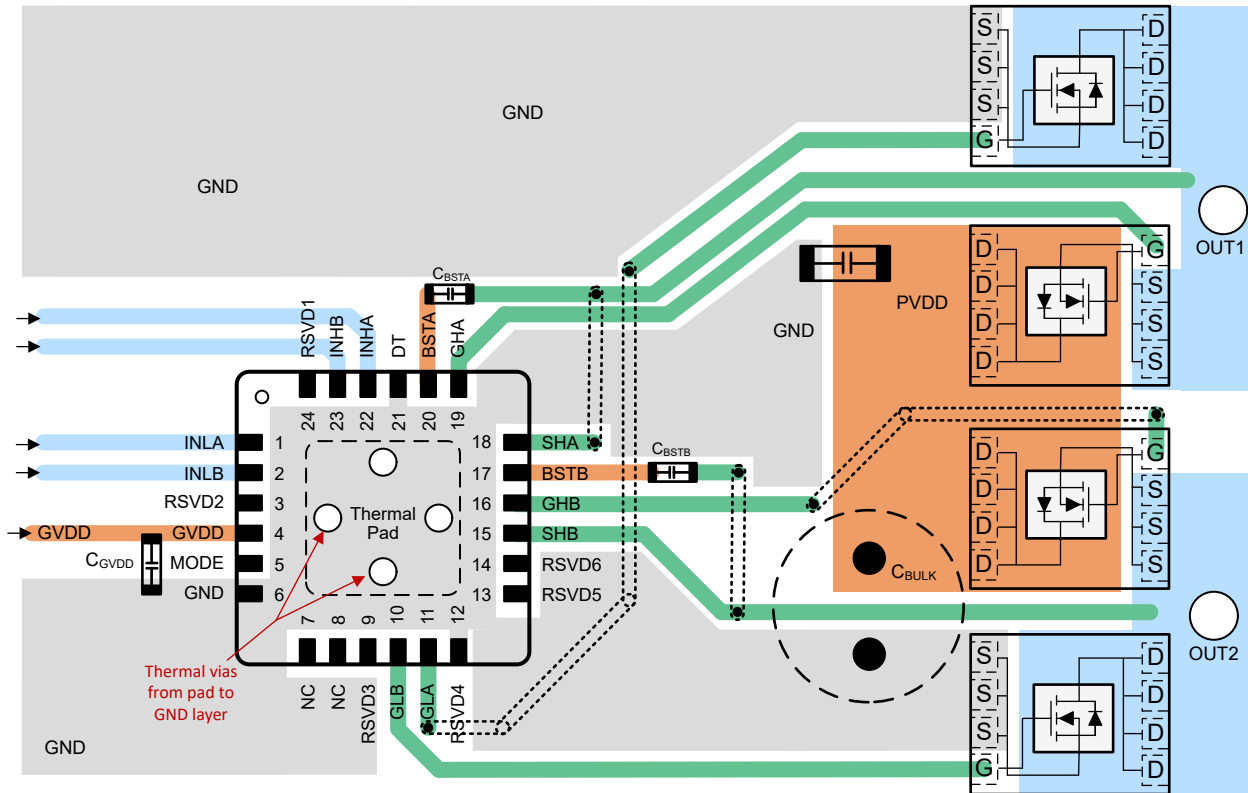 S
D
S
D
S
D
G
D
GND
GND
OUT1
D
G
D
S
D
S
D
S
PVDD
GND
CBSTA
RSVD1
INHB
INHA
DT
BSTA
GHA
24
23
22
21
20
19
INLA
1
INLB
2
RSVD2
3
GVDD
GVDD
4
CGVDD
MODE
5
GND
6
Thermal
Pad
18
SHA
17
BSTB
16
GHB
15
SHB
14
RSVD6
13
RSVD5
CBSTB
CBULK
7
8
9
10
11
12
NC
NC
RSVD3
GLB
GLA
RSVD4
Thermal vias
from pad to
GND layer
GND
D
G
D
S
D
S
D
S
OUT2
S
D
S
D
S
D
G
D